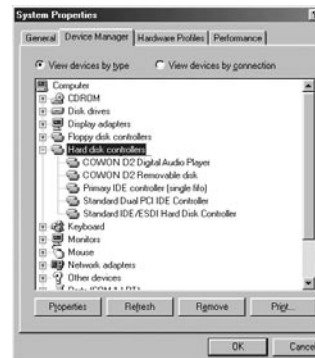 System Properties
General Device Manager Hardware Profiles Performance
View devices by type View devices by connection
Computer
CDROM
Disk drives
Display adapters
Floppy disk controllers
Hard disk controllers
COWON D2 Digital Audio Player
COWON D2 Removable disk
Primary IDE controller (single fifo)
Standard Dual PCI IDE Controller
Standard IDE/ESDI Hard Disk Controller
Keyboard
Monitors
Mouse
Network adapters
Other devices
Properties Refresh Remove Print...
OK Cancel